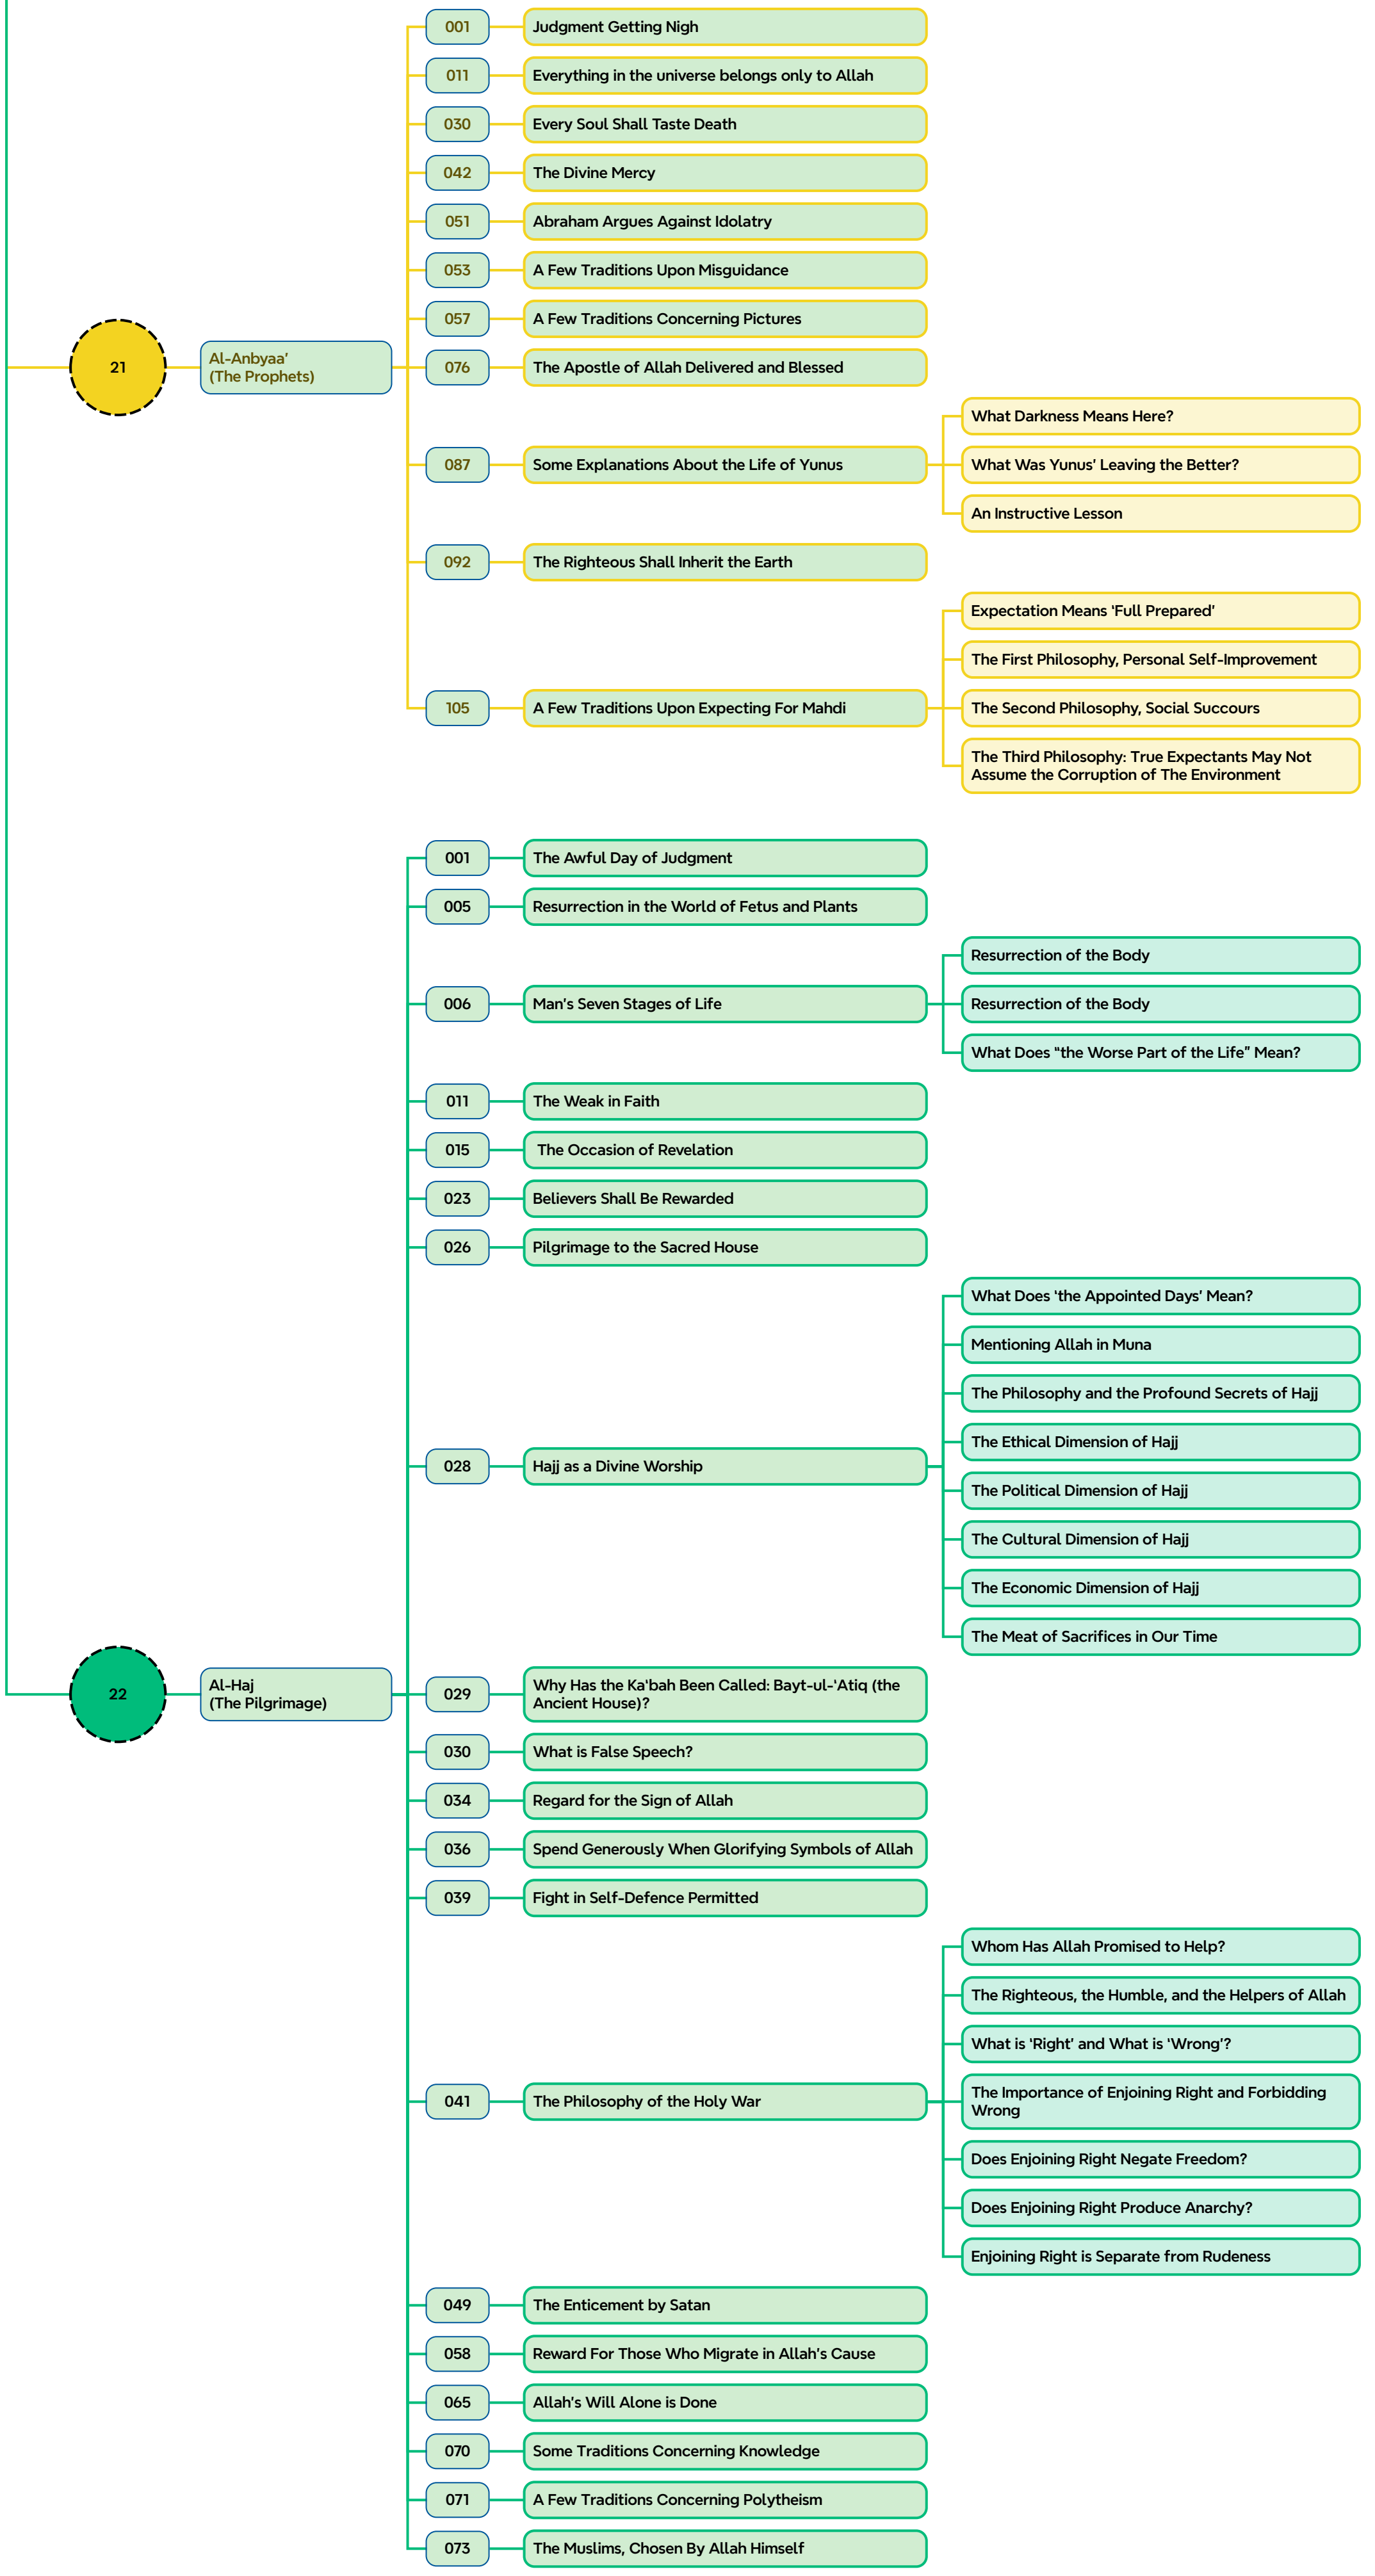 21
Al-Anbyaa'
(The Prophets)
001
Judgment Getting Nigh
011
Everything in the universe belongs only to Allah
030
Every Soul Shall Taste Death
042
The Divine Mercy
051
Abraham Argues Against Idolatry
053
A Few Traditions Upon Misguidance
057
A Few Traditions Concerning Pictures
076
The Apostle of Allah Delivered and Blessed
087
Some Explanations About the Life of Yunus
What Darkness Means Here?
What Was Yunus' Leaving the Better?
An Instructive Lesson
092
The Righteous Shall Inherit the Earth
105
A Few Traditions Upon Expecting For Mahdi
Expectation Means 'Full Prepared'
The First Philosophy, Personal Self-Improvement
The Second Philosophy, Social Succours
The Third Philosophy: True Expectants May Not
Assume the Corruption of The Environment
22
Al-Haj
(The Pilgrimage)
001
The Awful Day of Judgment
005
Resurrection in the World of Fetus and Plants
006
Man's Seven Stages of Life
Resurrection of the Body
Resurrection of the Body
What Does "the Worse Part of the Life" Mean?
011
The Weak in Faith
015
The Occasion of Revelation
023
Believers Shall Be Rewarded
026
Pilgrimage to the Sacred House
028
Hajj as a Divine Worship
What Does 'the Appointed Days' Mean?
Mentioning Allah in Muna
The Philosophy and the Profound Secrets of Hajj
The Ethical Dimension of Hajj
The Political Dimension of Hajj
The Cultural Dimension of Hajj
The Economic Dimension of Hajj
The Meat of Sacrifices in Our Time
029
Why Has the Ka'bah Been Called: Bayt-ul-'Atiq (the
Ancient House)?
030
What is False Speech?
034
Regard for the Sign of Allah
036
Spend Generously When Glorifying Symbols of Allah
039
Fight in Self-Defence Permitted
041
The Philosophy of the Holy War
Whom Has Allah Promised to Help?
The Righteous, the Humble, and the Helpers of Allah
What is 'Right' and What is 'Wrong'?
The Importance of Enjoining Right and Forbidding
Wrong
Does Enjoining Right Negate Freedom?
Does Enjoining Right Produce Anarchy?
Enjoining Right is Separate from Rudeness
049
The Enticement by Satan
058
Reward For Those Who Migrate in Allah's Cause
065
Allah's Will Alone is Done
070
Some Traditions Concerning Knowledge
071
A Few Traditions Concerning Polytheism
073
The Muslims, Chosen By Allah Himself